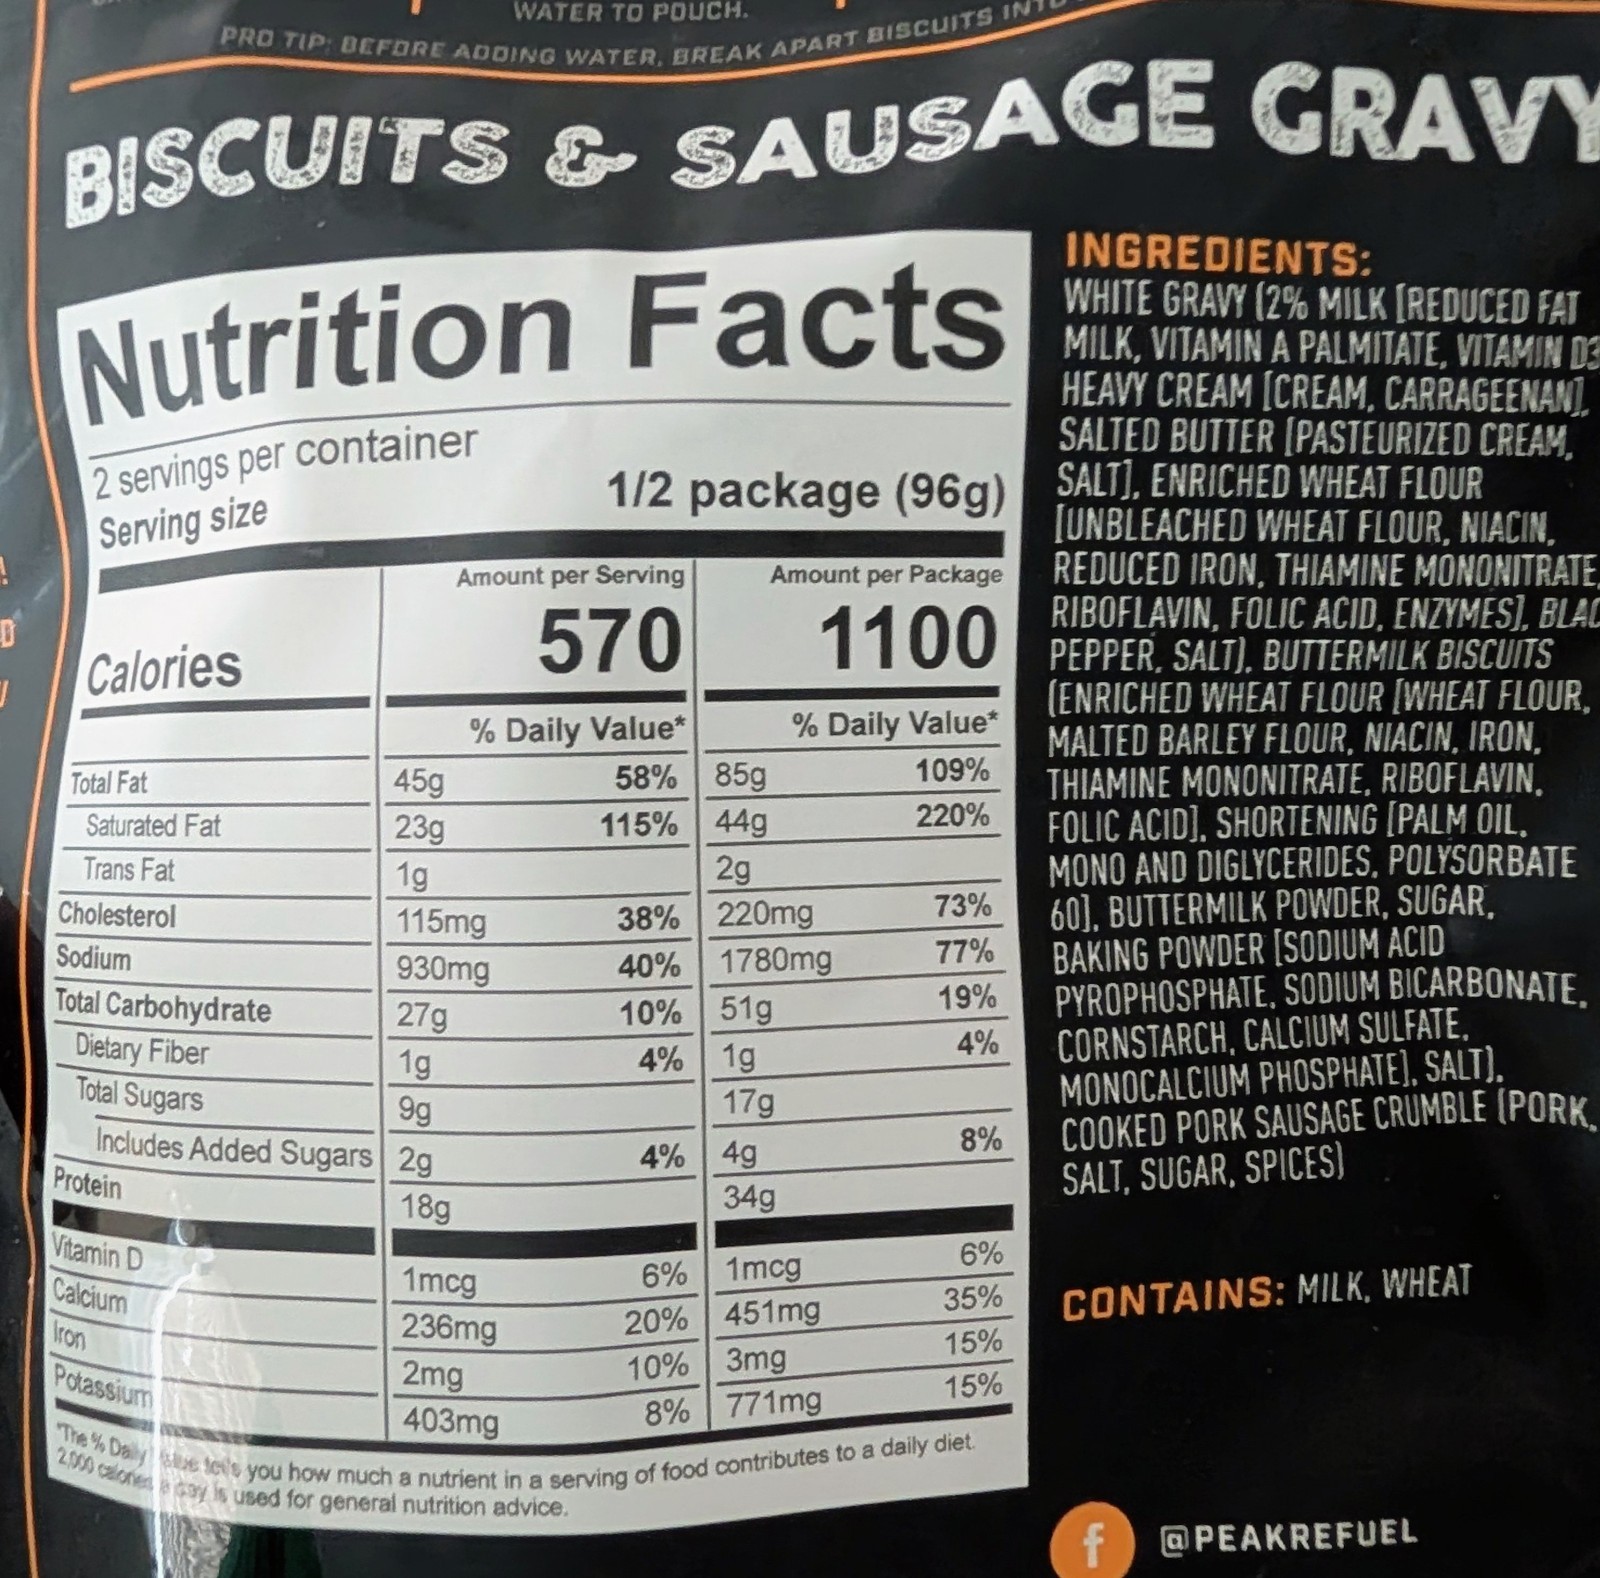 WATER TO POUCH.
PRO TIP: BEFORE ADDING WATER, BREAK APART BISCUITS INTO
BISCUITS & SAUSAGE GRAVY
Nutrition Facts
2 servings per container
Serving size 1/2 package (96g)
Amount per Serving Amount per Package
Calories 570 1100
% Daily Value* % Daily Value*
Total Fat 45g 58% 85g 109%
Saturated Fat 23g 115% 44g 220%
Trans Fat 1g 2g
Cholesterol 115mg 38% 220mg 73%
Sodium 930mg 40% 1780mg 77%
Total Carbohydrate 27g 10% 51g 19%
Dietary Fiber 1g 4% 1g 4%
Total Sugars 9g 17g
Includes Added Sugars 2g 4% 4g 8%
Protein 18g 34g
Vitamin D 1mcg 6% 1mcg 6%
Calcium 236mg 20% 451mg 35%
Iron 2mg 10% 3mg 15%
Potassium 403mg 8% 771mg 15%
*The % Daily Value tells you how much a nutrient in a serving of food contributes to a daily diet.
2,000 calories a day is used for general nutrition advice.
INGREDIENTS:
WHITE GRAVY (2% MILK [REDUCED FAT
MILK, VITAMIN A PALMITATE, VITAMIN D3
HEAVY CREAM [CREAM, CARRAGEENAN],
SALTED BUTTER [PASTEURIZED CREAM,
SALT], ENRICHED WHEAT FLOUR
[UNBLEACHED WHEAT FLOUR, NIACIN,
REDUCED IRON, THIAMINE MONONITRATE,
RIBOFLAVIN, FOLIC ACID, ENZYMES], BLAC
PEPPER, SALT), BUTTERMILK BISCUITS
(ENRICHED WHEAT FLOUR [WHEAT FLOUR,
MALTED BARLEY FLOUR, NIACIN, IRON,
THIAMINE MONONITRATE, RIBOFLAVIN,
FOLIC ACID], SHORTENING [PALM OIL,
MONO AND DIGLYCERIDES, POLYSORBATE
60], BUTTERMILK POWDER, SUGAR,
BAKING POWDER [SODIUM ACID
PYROPHOSPHATE, SODIUM BICARBONATE,
CORNSTARCH, CALCIUM SULFATE,
MONOCALCIUM PHOSPHATE], SALT),
COOKED PORK SAUSAGE CRUMBLE (PORK,
SALT, SUGAR, SPICES)
CONTAINS: MILK, WHEAT
f @PEAKREFUEL